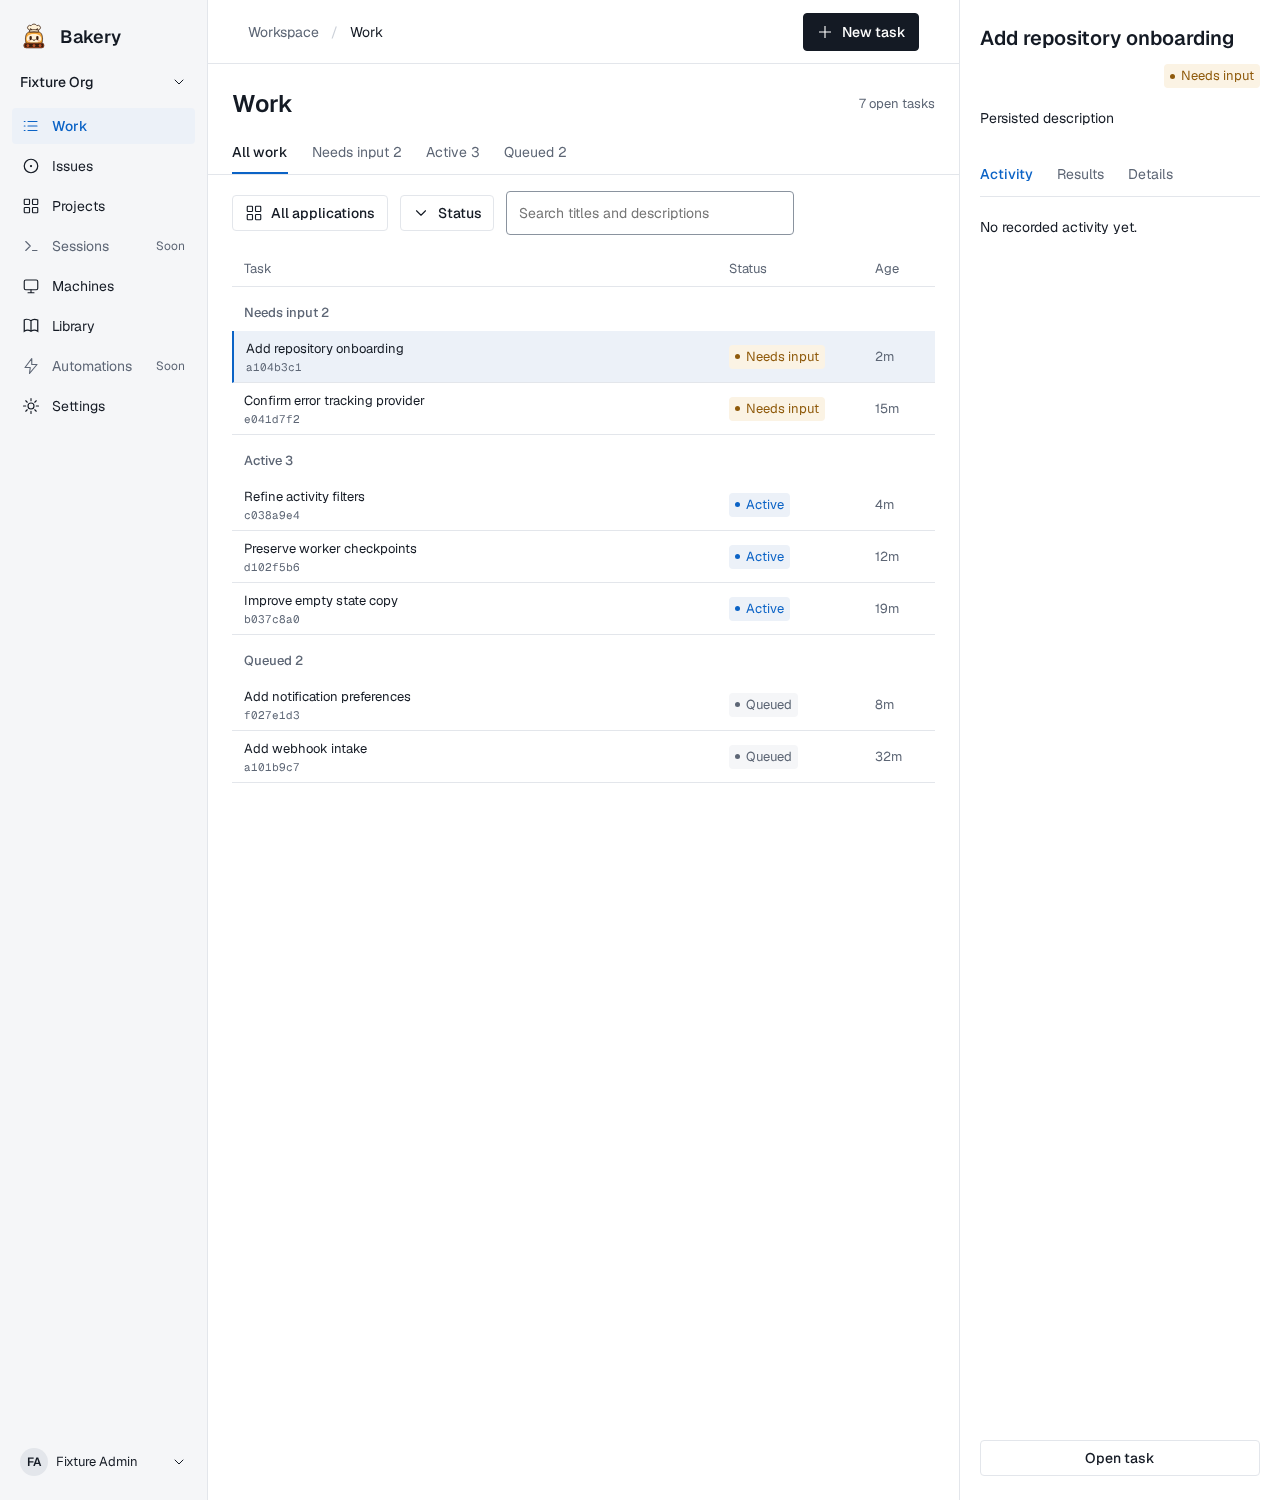 Bakery
Fixture Org
Work
Issues
Projects
Sessions Soon
Machines
Library
Automations Soon
Settings
FA Fixture Admin
Workspace / Work
New task
Work
7 open tasks
All work Needs input 2 Active 3 Queued 2
All applications Status Search titles and descriptions
Task Status Age
Needs input 2
Add repository onboarding
a104b3c1
Needs input 2m
Confirm error tracking provider
e041d7f2
Needs input 15m
Active 3
Refine activity filters
c038a9e4
Active 4m
Preserve worker checkpoints
d102f5b6
Active 12m
Improve empty state copy
b037c8a0
Active 19m
Queued 2
Add notification preferences
f027e1d3
Queued 8m
Add webhook intake
a101b9c7
Queued 32m
Add repository onboarding
Needs input
Persisted description
Activity Results Details
No recorded activity yet.
Open task